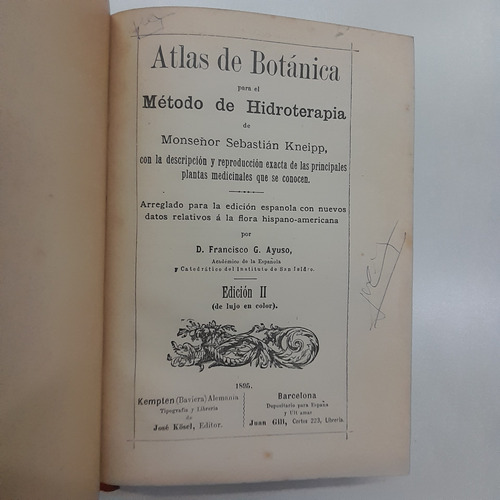 Atlas de Botánica
para el
Método de Hidroterapia
de
Monseñor Sebastián Kneipp,
con la descripción y reproducción exacta de las principales
plantas medicinales que se conocen.
Arreglado para la edición espanola con nuevos
datos relativos á la flora hispano-americana
por
D. Francisco G. Ayuso,
Académico de la Española
y Catedrático del Instituto de San Isidro.
Edición II
(de lujo en color).
1895.
Kempten (Baviera) Alemania
Tipografía y Librería
de
José Kösel, Editor.
Barcelona
Depositario para España
y Ultramar
Juan Gili, Cortes 223, Librería.